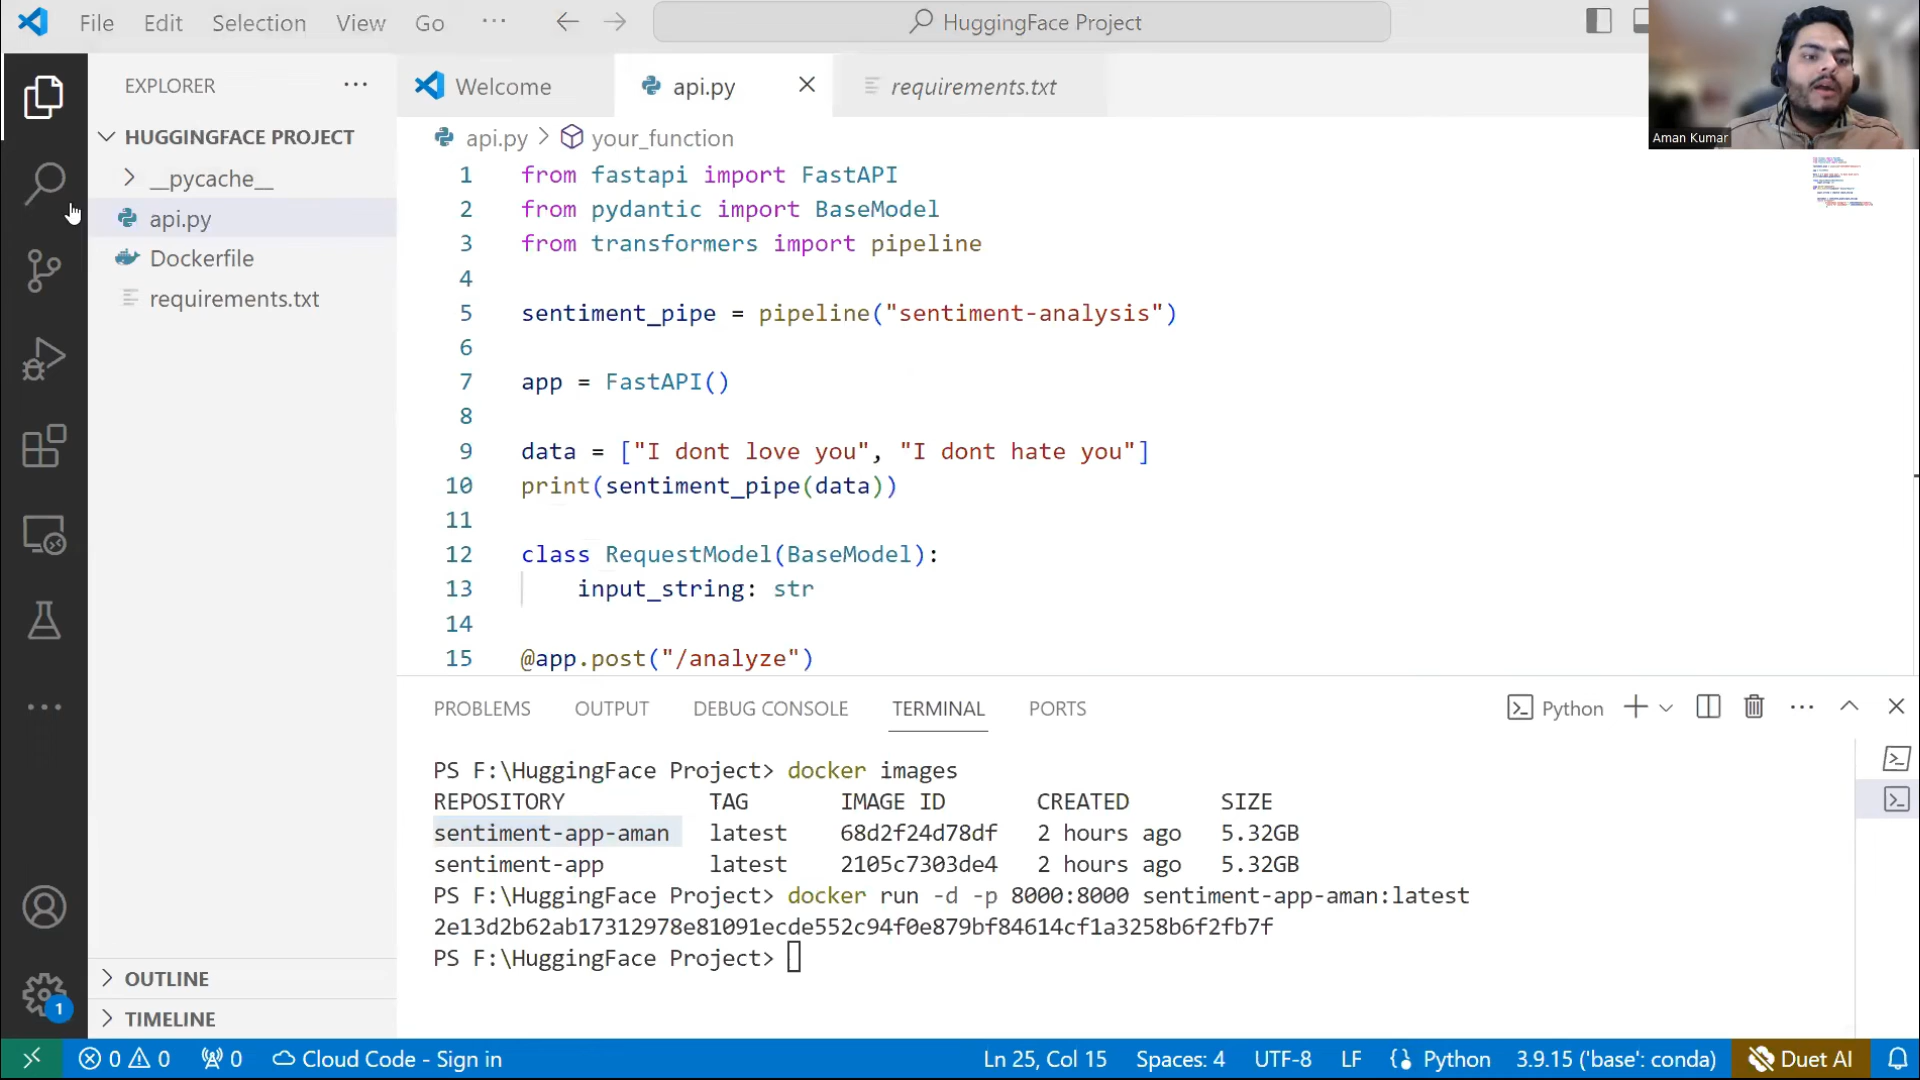 File Edit Selection View Go ··· HuggingFace Project
Aman Kumar
EXPLORER ···
HUGGINGFACE PROJECT
__pycache__
api.py
Dockerfile
requirements.txt
OUTLINE
TIMELINE
1
Welcome api.py requirements.txt
api.py > your_function
1 from fastapi import FastAPI
2 from pydantic import BaseModel
3 from transformers import pipeline
4
5 sentiment_pipe = pipeline("sentiment-analysis")
6
7 app = FastAPI()
8
9 data = ["I dont love you", "I dont hate you"]
10 print(sentiment_pipe(data))
11
12 class RequestModel(BaseModel):
13 input_string: str
14
15 @app.post("/analyze")
PROBLEMS OUTPUT DEBUG CONSOLE TERMINAL PORTS Python
PS F:\HuggingFace Project> docker images
REPOSITORY TAG IMAGE ID CREATED SIZE
sentiment-app-aman latest 68d2f24d78df 2 hours ago 5.32GB
sentiment-app latest 2105c7303de4 2 hours ago 5.32GB
PS F:\HuggingFace Project> docker run -d -p 8000:8000 sentiment-app-aman:latest
2e13d2b62ab17312978e81091ecde552c94f0e879bf84614cf1a3258b6f2fb7f
PS F:\HuggingFace Project>
0 0 0 Cloud Code - Sign in Ln 25, Col 15 Spaces: 4 UTF-8 LF Python 3.9.15 ('base': conda) Duet AI